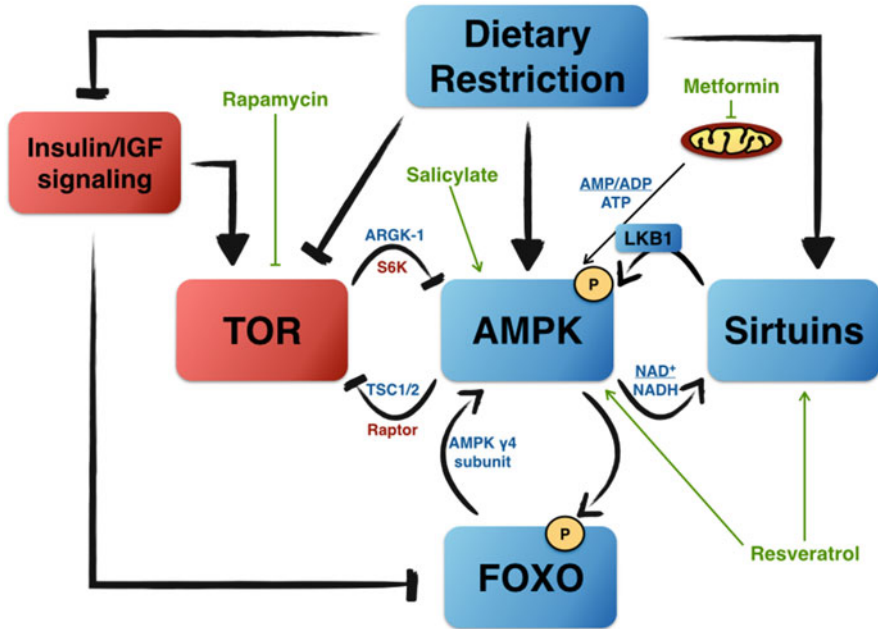 Dietary
Restriction
Rapamycin
Metformin
Insulin/IGF
signaling
Salicylate
AMP/ADP
ATP
ARGK-1
LKB1
S6K
P
TOR
AMPK
Sirtuins
TSC1/2
NAD⁺
NADH
Raptor
AMPK γ4
subunit
P
Resveratrol
FOXO